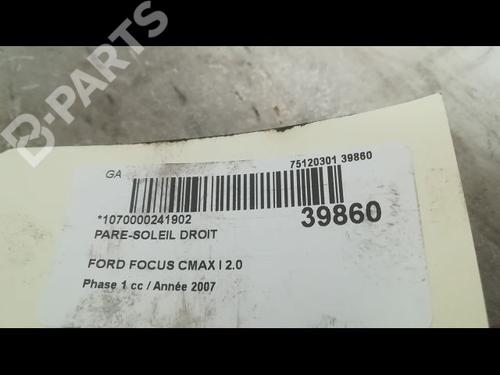 B-PARTS
GA
75120301 39860
*1070000241902
39860
PARE-SOLEIL DROIT
FORD FOCUS CMAX I 2.0
Phase 1 cc / Année 2007